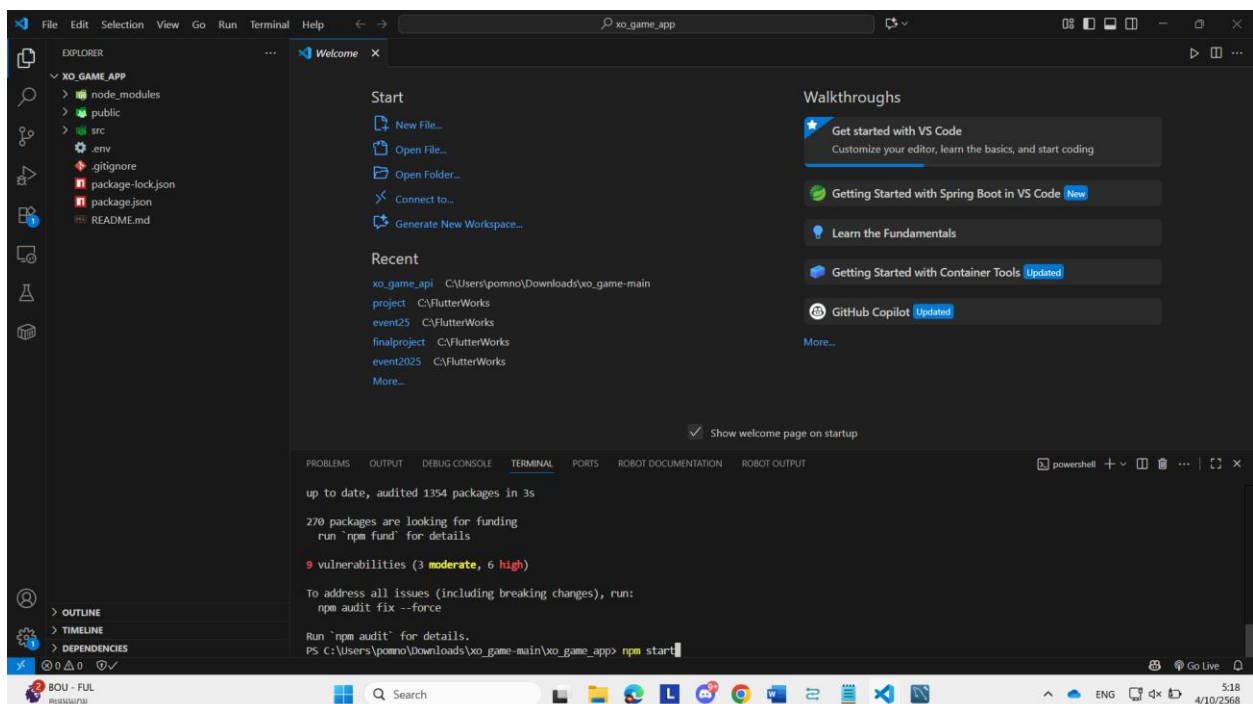 File Edit Selection View Go Run Terminal Help
xo_game_app
EXPLORER
Welcome
XO_GAME_APP
node_modules
public
src
.env
.gitignore
package-lock.json
package.json
README.md
Start
New File...
Open File...
Open Folder...
Connect to...
Generate New Workspace...
Recent
xo_game_api C:\Users\pomno\Downloads\xo_game-main
project C:\FlutterWorks
event25 C:\FlutterWorks
finalproject C:\FlutterWorks
event2025 C:\FlutterWorks
More...
Walkthroughs
Get started with VS Code
Customize your editor, learn the basics, and start coding
Getting Started with Spring Boot in VS Code New
Learn the Fundamentals
Getting Started with Container Tools Updated
GitHub Copilot Updated
More...
Show welcome page on startup
PROBLEMS OUTPUT DEBUG CONSOLE TERMINAL PORTS ROBOT DOCUMENTATION ROBOT OUTPUT
powershell
up to date, audited 1354 packages in 3s
270 packages are looking for funding
run `npm fund` for details
9 vulnerabilities (3 moderate, 6 high)
To address all issues (including breaking changes), run:
npm audit fix --force
Run `npm audit` for details.
PS C:\Users\pomno\Downloads\xo_game-main\xo_game_app> npm start
OUTLINE
TIMELINE
DEPENDENCIES
1
1
0 0
Go Live
2
BOU - FUL
Search
ENG
5:18
4/10/2568